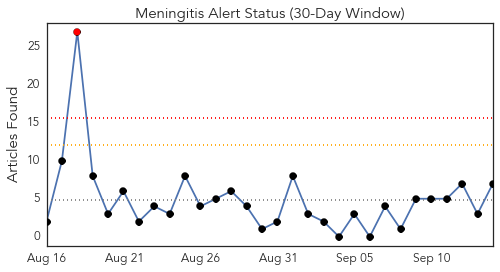 Meningitis Alert Status (30-Day Window)
Articles Found
25
20
15
10
5
0
Aug 16 Aug 21 Aug 26 Aug 31 Sep 05 Sep 10